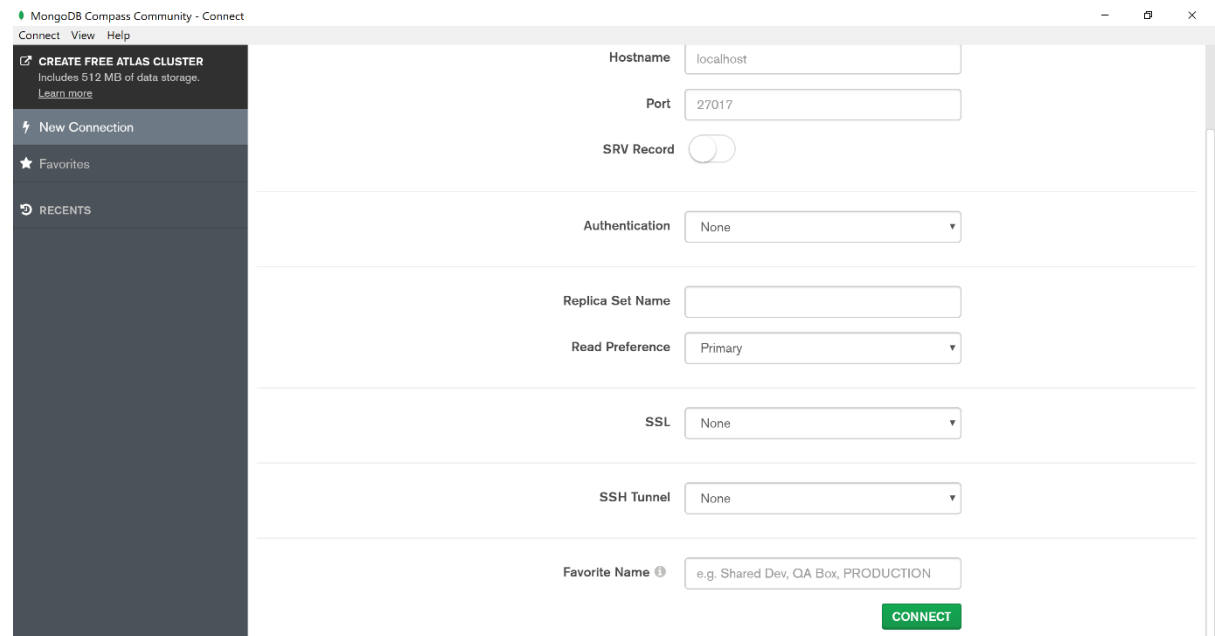 MongoDB Compass Community - Connect
Connect View Help
CREATE FREE ATLAS CLUSTER
Includes 512 MB of data storage.
Learn more
New Connection
Favorites
RECENTS
Hostname localhost
Port 27017
SRV Record
Authentication None
Replica Set Name
Read Preference Primary
SSL None
SSH Tunnel None
Favorite Name e.g. Shared Dev, QA Box, PRODUCTION
CONNECT